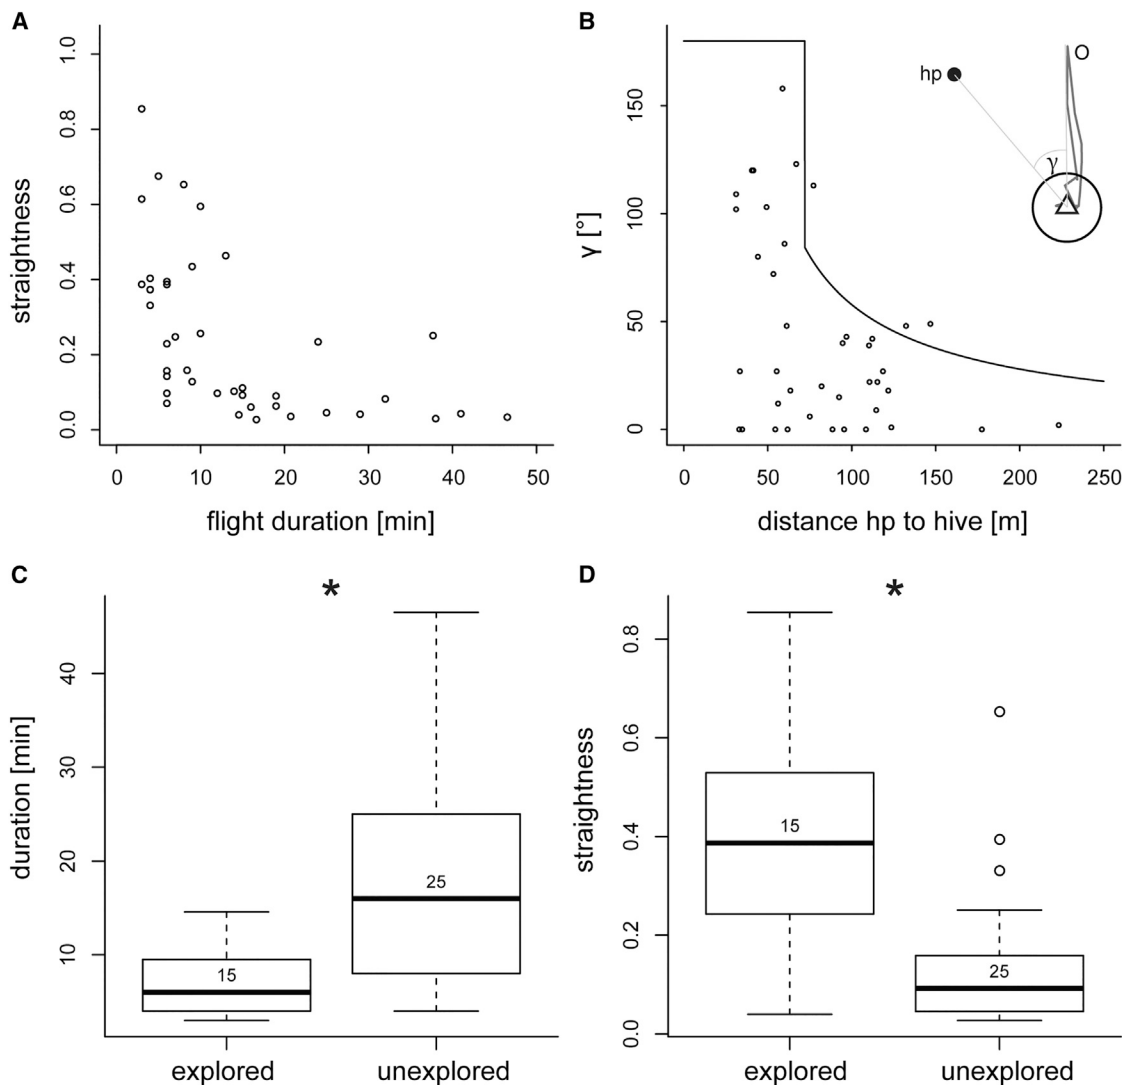 A
straightness
0.0 0.2 0.4 0.6 0.8 1.0
0 10 20 30 40 50
flight duration [min]
B
γ [°]
0 50 100 150
hp
O
γ
0 50 100 150 200 250
distance hp to hive [m]
C
*
duration [min]
10 20 30 40
15
25
explored unexplored
D
*
straightness
0.0 0.2 0.4 0.6 0.8
15
25
explored unexplored